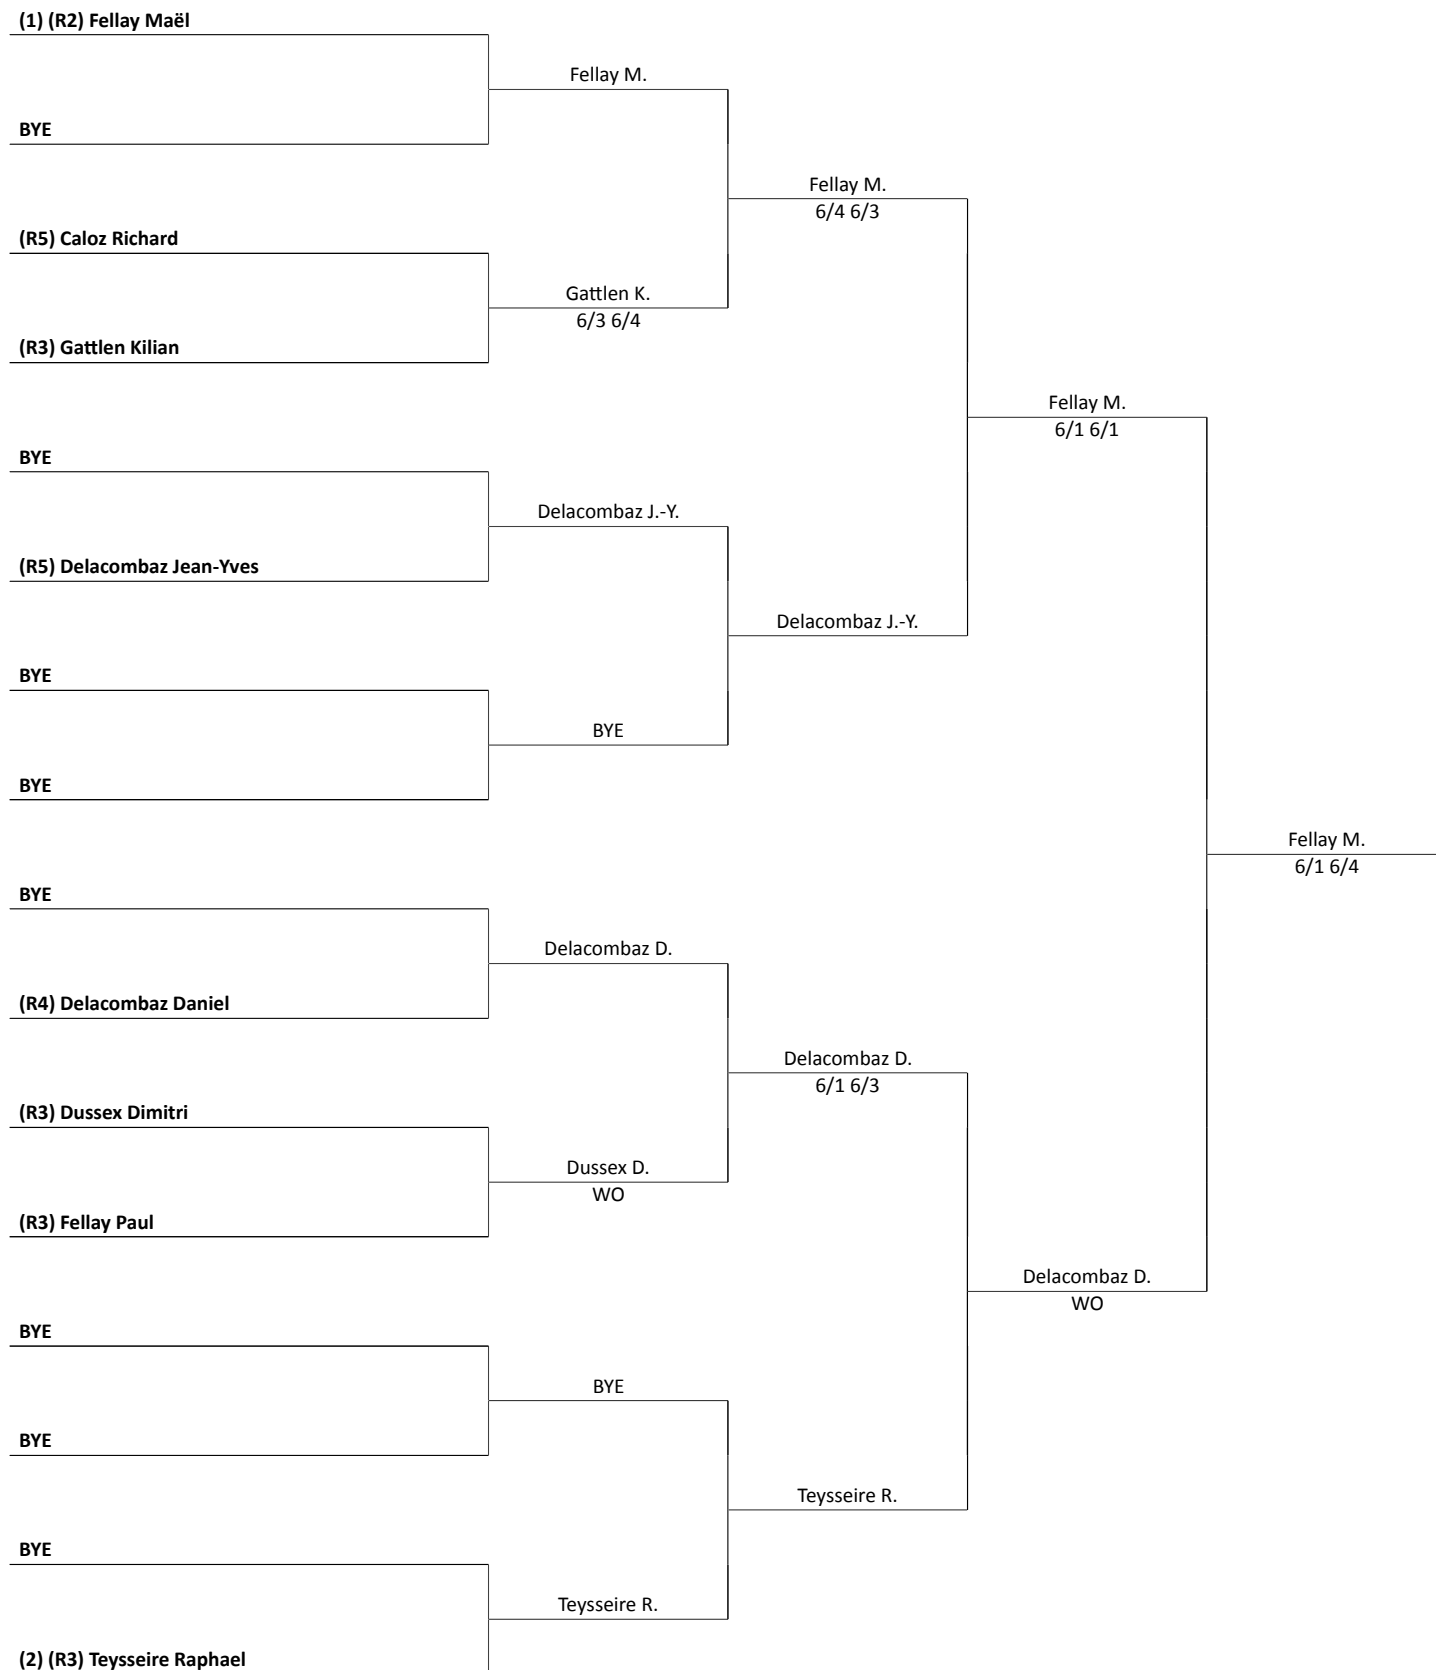 (1) (R2) Fellay Maël
Fellay M.
BYE
Fellay M.
6/4 6/3
(R5) Caloz Richard
Gattlen K.
6/3 6/4
(R3) Gattlen Kilian
Fellay M.
6/1 6/1
BYE
Delacombaz J.-Y.
(R5) Delacombaz Jean-Yves
Delacombaz J.-Y.
BYE
BYE
BYE
Fellay M.
6/1 6/4
BYE
Delacombaz D.
(R4) Delacombaz Daniel
Delacombaz D.
6/1 6/3
(R3) Dussex Dimitri
Dussex D.
WO
(R3) Fellay Paul
Delacombaz D.
WO
BYE
BYE
BYE
Teysseire R.
BYE
Teysseire R.
(2) (R3) Teysseire Raphael